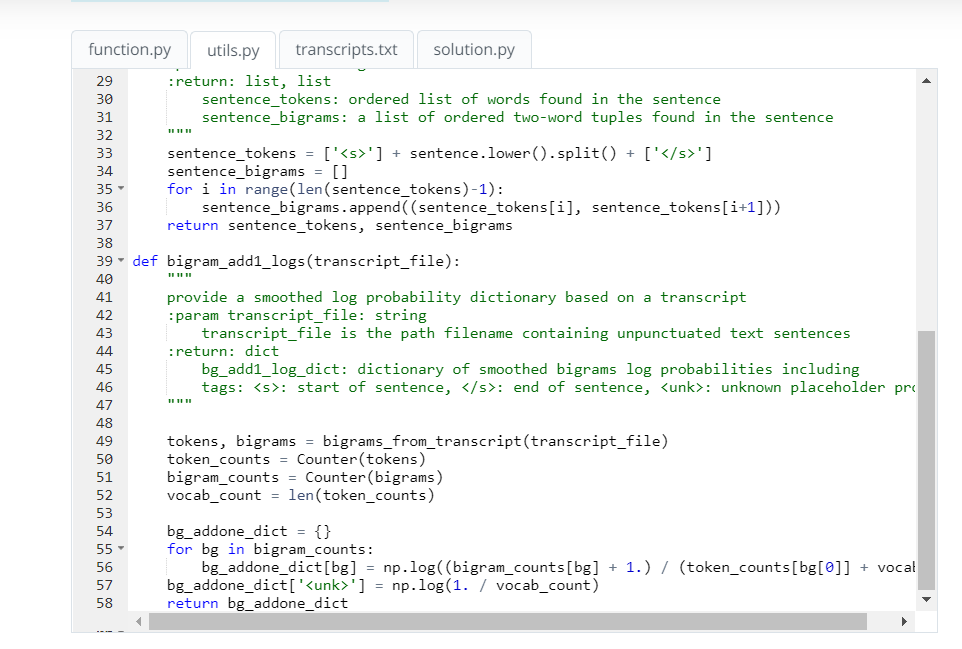 function.py utils.py transcripts.txt solution.py
29 :return: list, list
30 sentence_tokens: ordered list of words found in the sentence
31 sentence_bigrams: a list of ordered two-word tuples found in the sentence
32 """
33 sentence_tokens = ['<s>'] + sentence.lower().split() + ['</s>']
34 sentence_bigrams = []
35 for i in range(len(sentence_tokens)-1):
36 sentence_bigrams.append((sentence_tokens[i], sentence_tokens[i+1]))
37 return sentence_tokens, sentence_bigrams
38
39 def bigram_add1_logs(transcript_file):
40 """
41 provide a smoothed log probability dictionary based on a transcript
42 :param transcript_file: string
43 transcript_file is the path filename containing unpunctuated text sentences
44 :return: dict
45 bg_add1_log_dict: dictionary of smoothed bigrams log probabilities including
46 tags: <s>: start of sentence, </s>: end of sentence, <unk>: unknown placeholder
47 """
48
49 tokens, bigrams = bigrams_from_transcript(transcript_file)
50 token_counts = Counter(tokens)
51 bigram_counts = Counter(bigrams)
52 vocab_count = len(token_counts)
53
54 bg_addone_dict = {}
55 for bg in bigram_counts:
56 bg_addone_dict[bg] = np.log((bigram_counts[bg] + 1.) / (token_counts[bg[0]] +
57 bg_addone_dict['<unk>'] = np.log(1. / vocab_count)
58 return bg_addone_dict